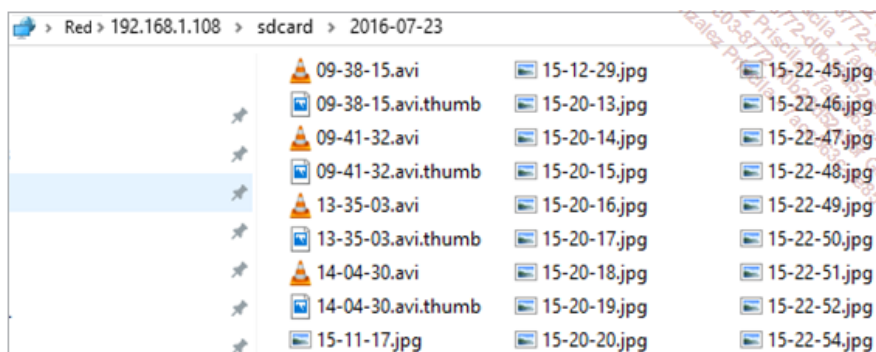 Red > 192.168.1.108 > sdcard > 2016-07-23
09-38-15.avi
09-38-15.avi.thumb
09-41-32.avi
09-41-32.avi.thumb
13-35-03.avi
13-35-03.avi.thumb
14-04-30.avi
14-04-30.avi.thumb
15-11-17.jpg
15-12-29.jpg
15-20-13.jpg
15-20-14.jpg
15-20-15.jpg
15-20-16.jpg
15-20-17.jpg
15-20-18.jpg
15-20-19.jpg
15-20-20.jpg
15-22-45.jpg
15-22-46.jpg
15-22-47.jpg
15-22-48.jpg
15-22-49.jpg
15-22-50.jpg
15-22-51.jpg
15-22-52.jpg
15-22-54.jpg